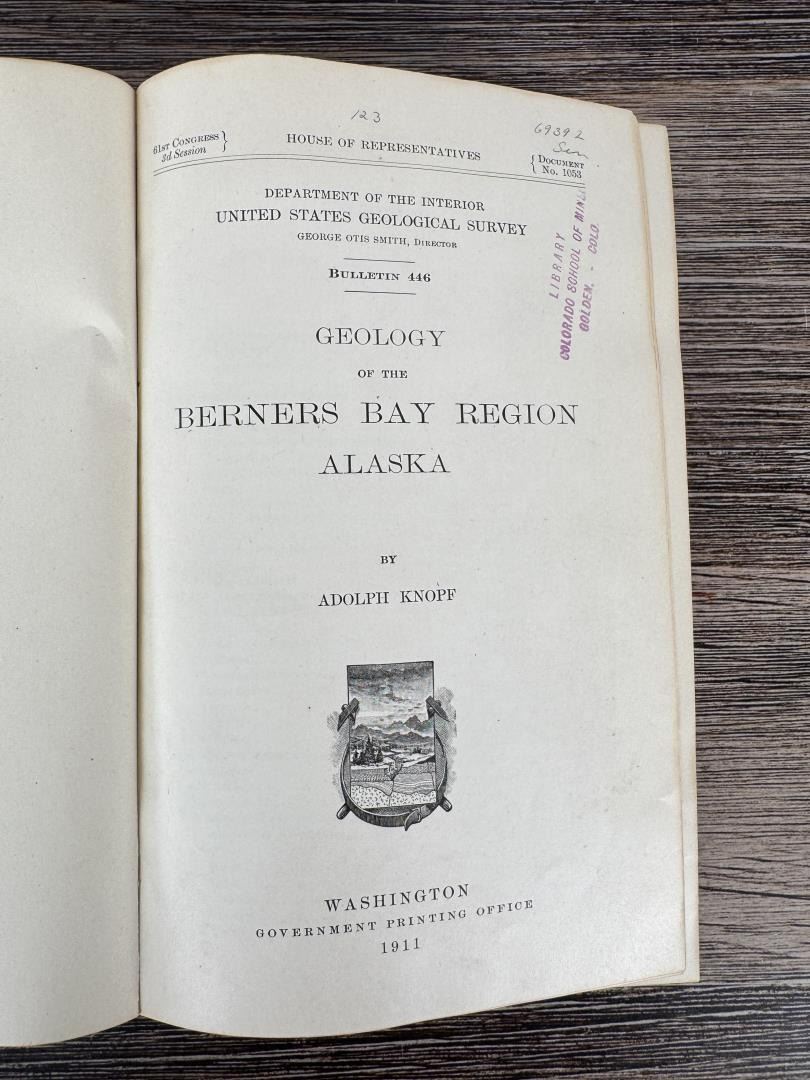 123
69392
Sen
61ST CONGRESS
3d Session
HOUSE OF REPRESENTATIVES
DOCUMENT
No. 1053
DEPARTMENT OF THE INTERIOR
UNITED STATES GEOLOGICAL SURVEY
GEORGE OTIS SMITH, DIRECTOR
BULLETIN 446
LIBRARY
COLORADO SCHOOL OF MINES
GOLDEN. - COLO.
GEOLOGY
OF THE
BERNERS BAY REGION
ALASKA
BY
ADOLPH KNOPF
WASHINGTON
GOVERNMENT PRINTING OFFICE
1911